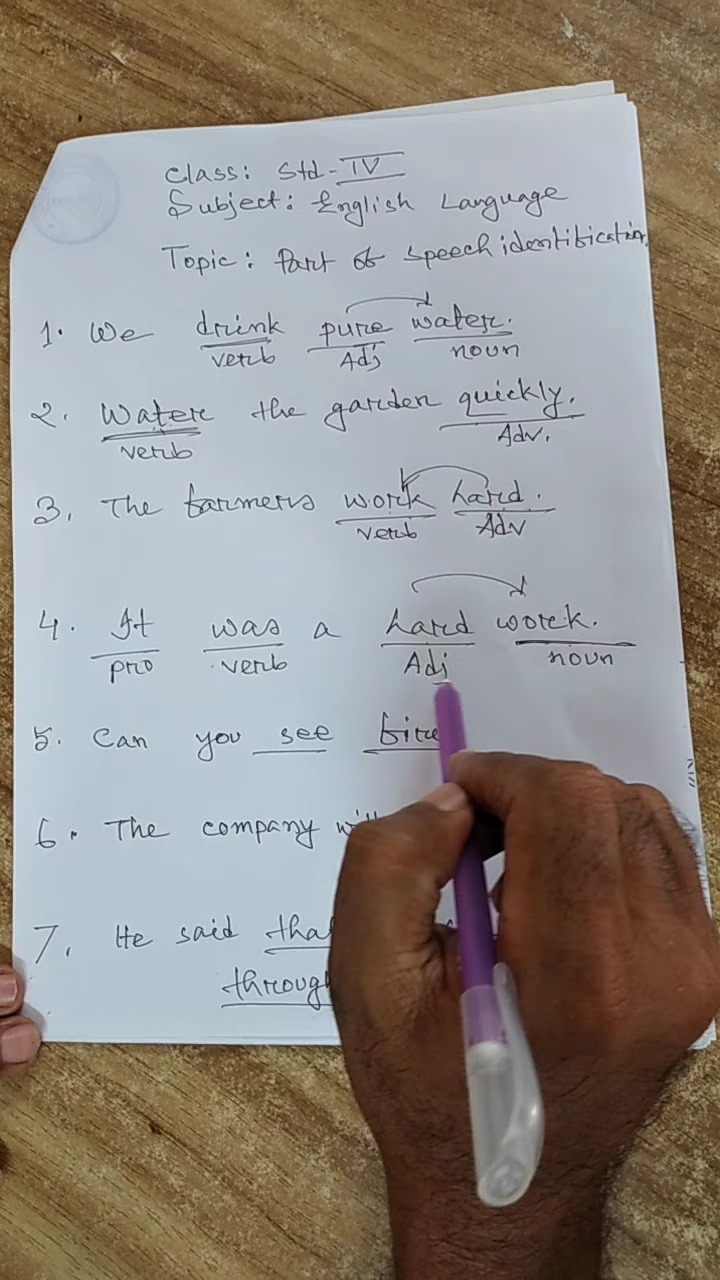 Class: Std-IV
Subject: English Language
Topic: Part of speech identification
1. We drink pure water.
verb Adj noun
2. Water the garden quickly.
verb Adv.
3. The farmers work hard.
verb Adv
4. It was a hard work.
pro verb Adj noun
5. Can you see
6. The company
7. He said